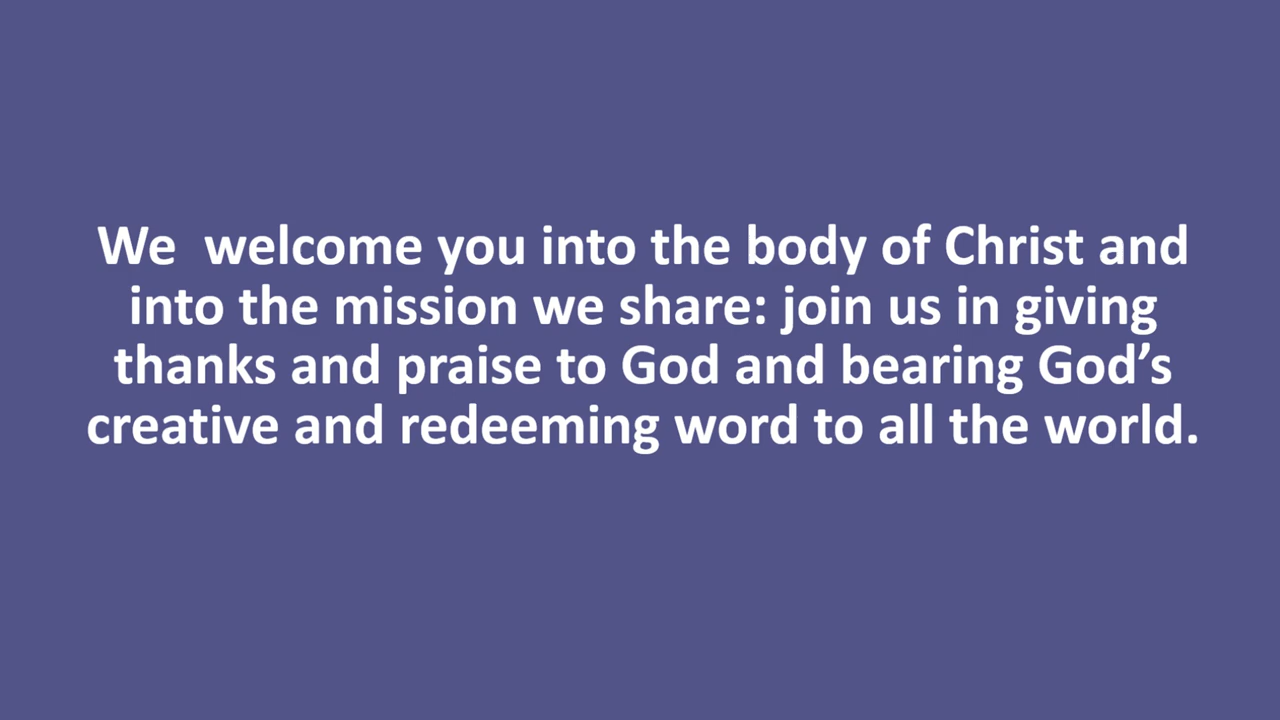 We  welcome you into the body of Christ and
into the mission we share: join us in giving
thanks and praise to God and bearing God’s
creative and redeeming word to all the world.